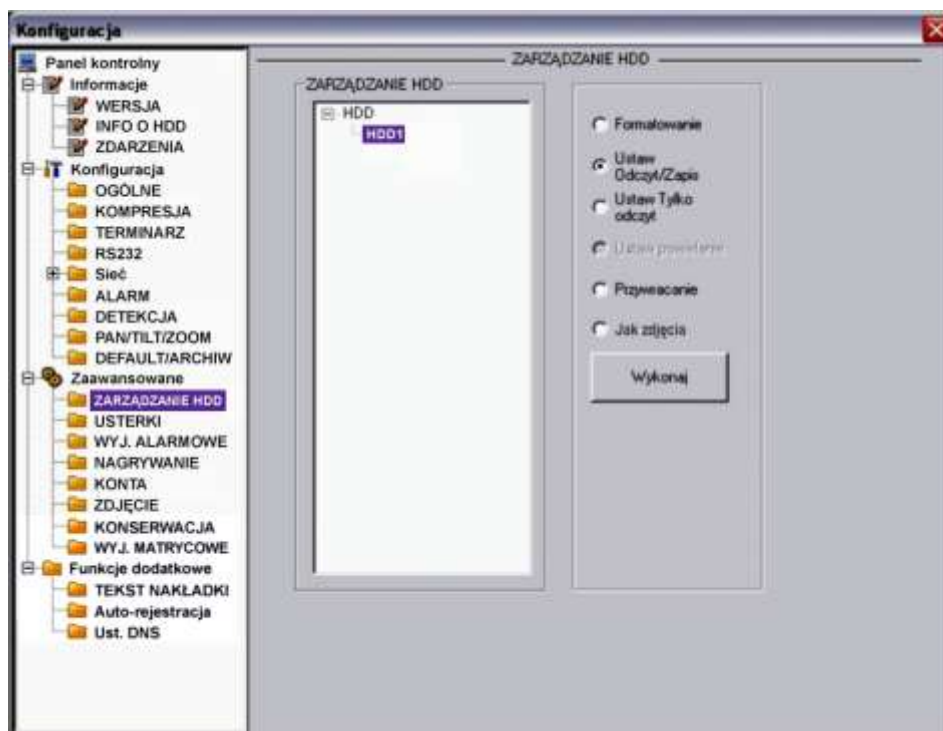 Konfiguracja
Panel kontrolny
Informacje
WERSJA
INFO O HDD
ZDARZENIA
Konfiguracja
OGÓLNE
KOMPRESJA
TERMINARZ
RS232
Sieć
ALARM
DETEKCJA
PAN/TILT/ZOOM
DEFAULT/ARCHIW
Zaawansowane
ZARZĄDZANIE HDD
USTERKI
WYJ. ALARMOWE
NAGRYWANIE
KONTA
ZDJĘCIE
KONSERWACJA
WYJ. MATRYCOWE
Funkcje dodatkowe
TEKST NAKŁADKI
Auto-rejestracja
Ust. DNS
ZARZĄDZANIE HDD
ZARZĄDZANIE HDD
HDD
HDD1
Formatowanie
Ustaw
Odczyt/Zapis
Ustaw Tylko
odczyt
Ustaw
Jak zdjęcia
Wykonaj